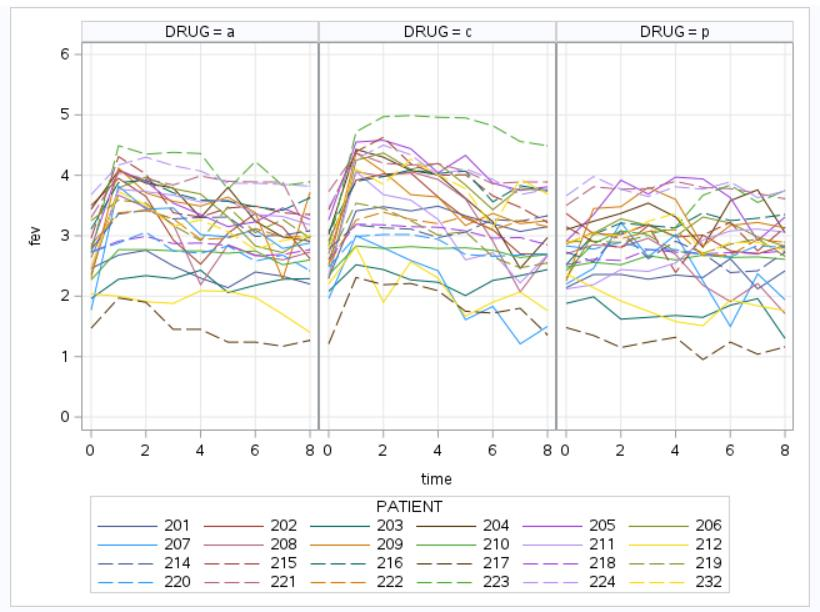 DRUG = a DRUG = c DRUG = p
6
5
4
3
2
1
0
fev
0 2 4 6 8 0 2 4 6 8 0 2 4 6 8
time
PATIENT
201 202 203 204 205 206
207 208 209 210 211 212
214 215 216 217 218 219
220 221 222 223 224 232